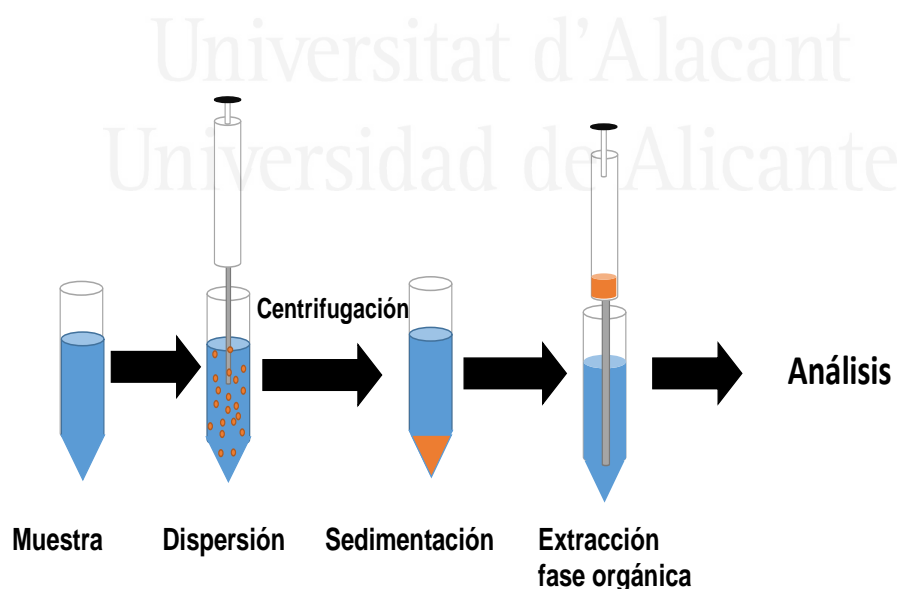 Universitat d'Alacant
Universidad de Alicante
Centrifugación
Análisis
Muestra
Dispersión
Sedimentación
Extracción
fase orgánica